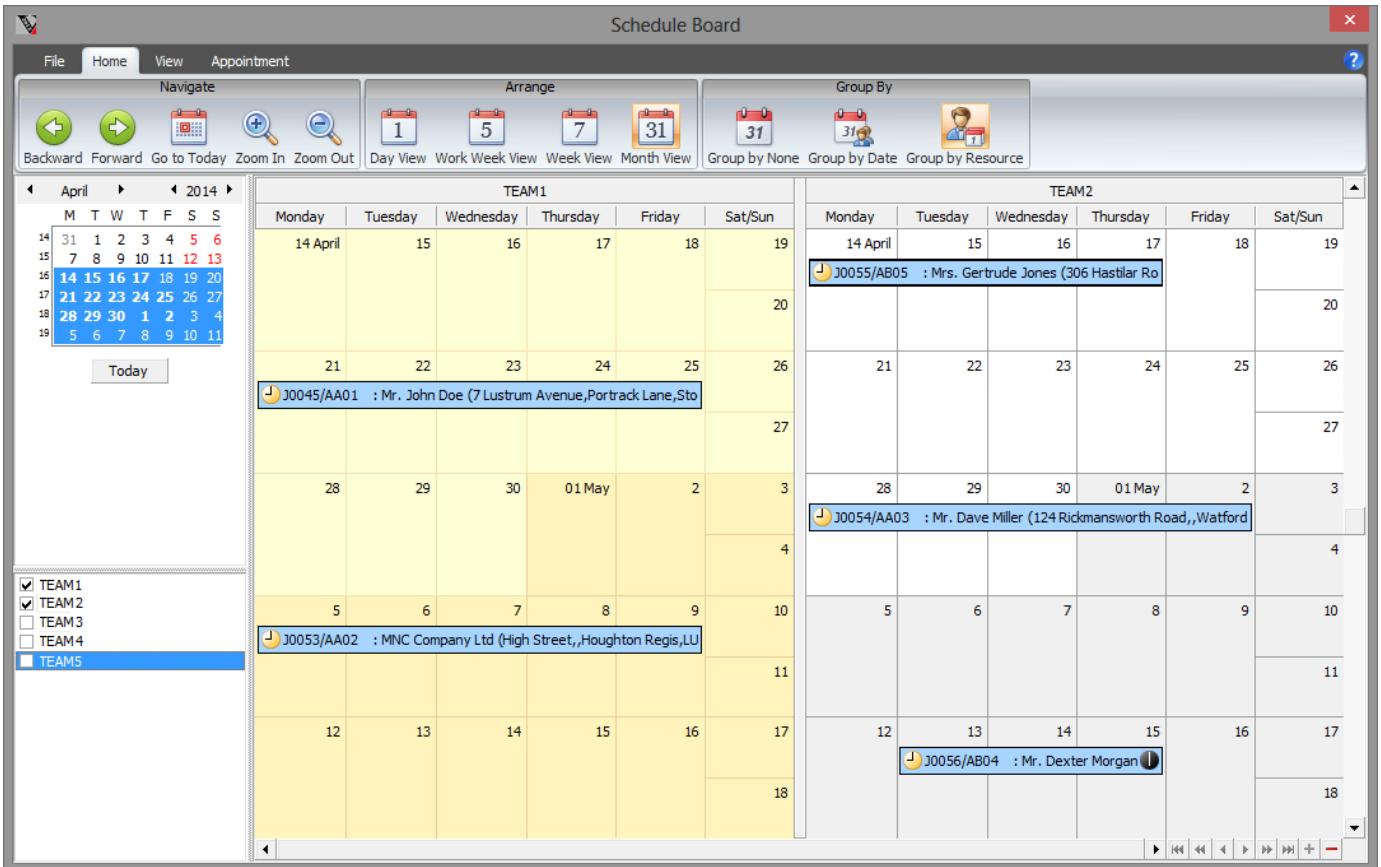 Schedule Board
File Home View Appointment
Navigate Arrange Group By
1 5 7 31 31 31 1
Backward Forward Go to Today Zoom In Zoom Out Day View Work Week View Week View Month View Group by None Group by Date Group by Resource
April 2014
M T W T F S S
14 31 1 2 3 4 5 6
15 7 8 9 10 11 12 13
16 14 15 16 17 18 19 20
17 21 22 23 24 25 26 27
18 28 29 30 1 2 3 4
19 5 6 7 8 9 10 11
Today
TEAM1
TEAM2
TEAM3
TEAM4
TEAM5
TEAM1
Monday Tuesday Wednesday Thursday Friday Sat/Sun
14 April 15 16 17 18 19
20
21 22 23 24 25 26
J0045/AA01 : Mr. John Doe (7 Lustrum Avenue,Portrack Lane,Sto
27
28 29 30 01 May 2 3
4
5 6 7 8 9 10
J0053/AA02 : MNC Company Ltd (High Street,,Houghton Regis,LU
11
12 13 14 15 16 17
18
TEAM2
Monday Tuesday Wednesday Thursday Friday Sat/Sun
14 April 15 16 17 18 19
J0055/AB05 : Mrs. Gertrude Jones (306 Hastilar Ro
20
21 22 23 24 25 26
27
28 29 30 01 May 2 3
J0054/AA03 : Mr. Dave Miller (124 Rickmansworth Road,,Watford
4
5 6 7 8 9 10
11
12 13 14 15 16 17
J0056/AB04 : Mr. Dexter Morgan
18